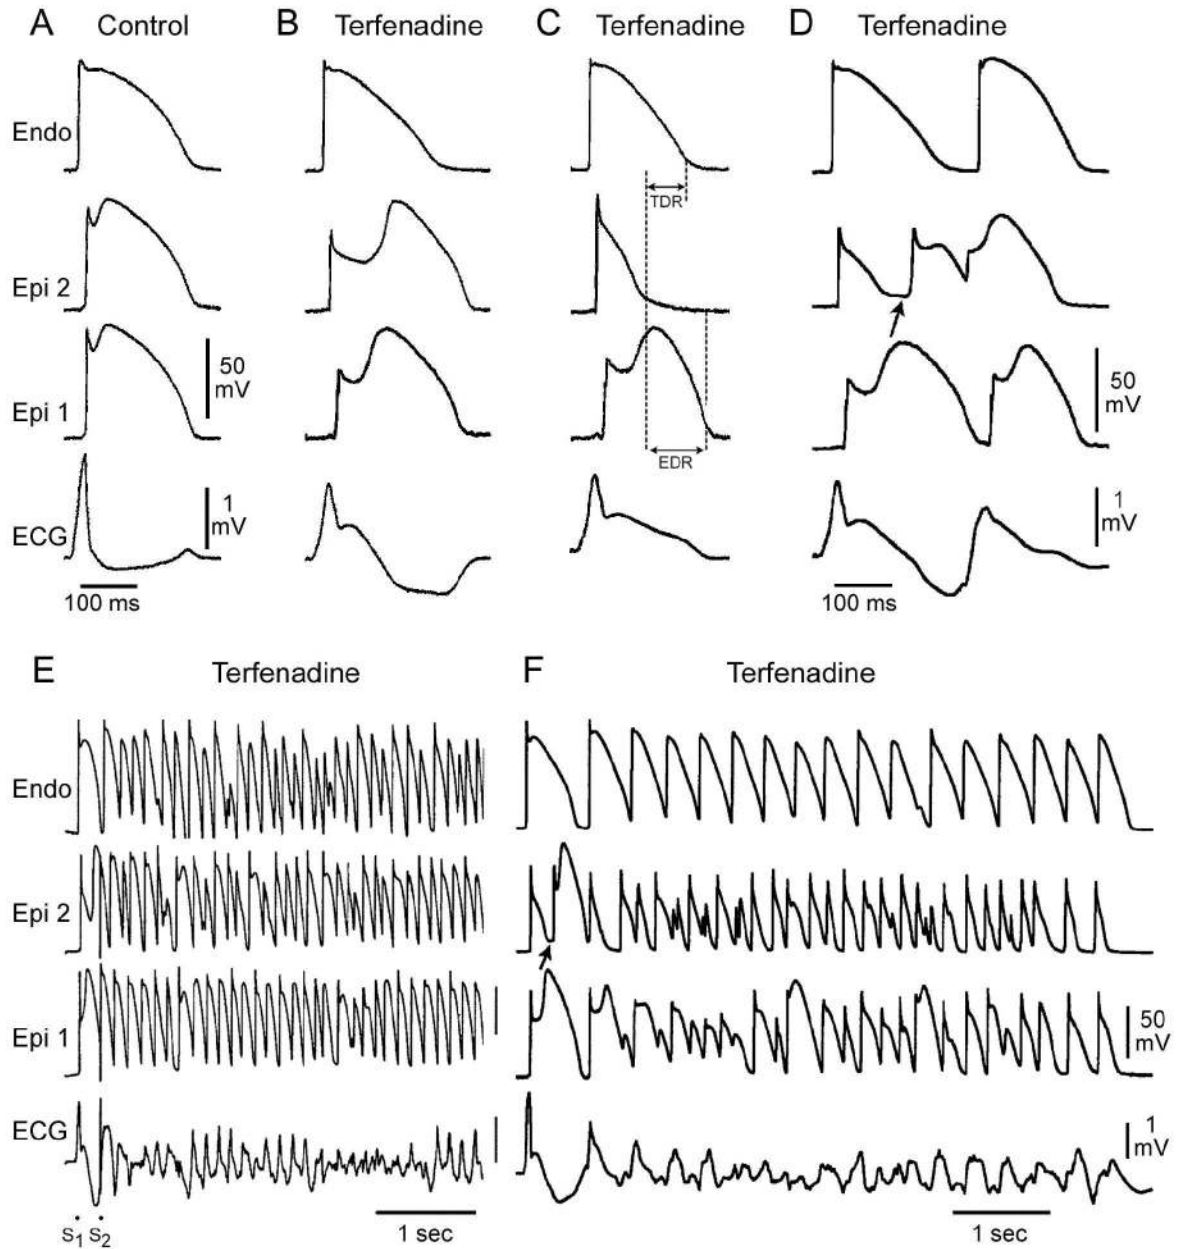 A Control B Terfenadine C Terfenadine D Terfenadine
Endo
TDR
Epi 2
50
mV
50
mV
Epi 1
EDR
1
mV
1
mV
ECG
100 ms
100 ms
E Terfenadine F Terfenadine
Endo
Epi 2
Epi 1
50
mV
ECG
1
mV
S1 S2
1 sec
1 sec